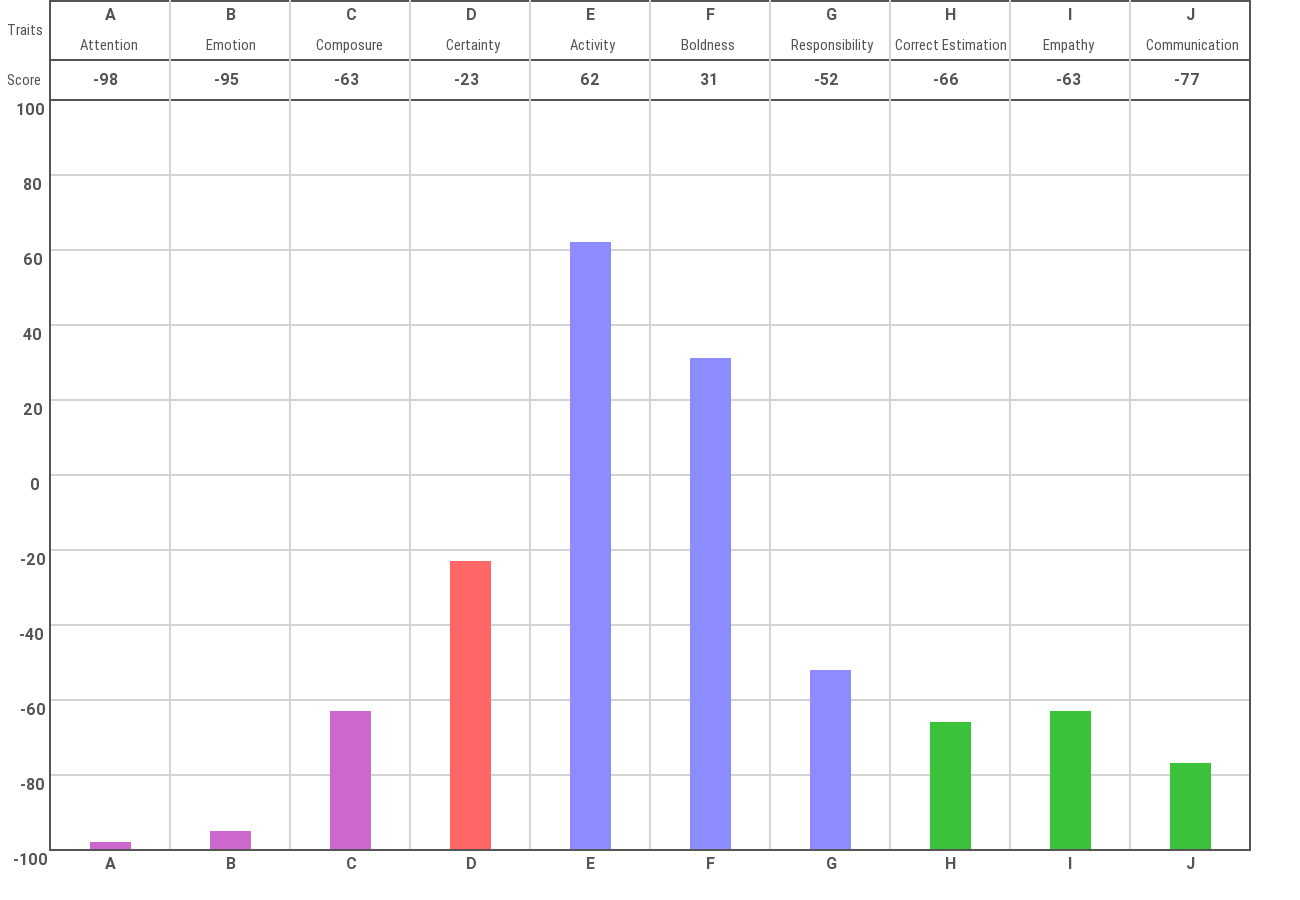 A B C D E F G H I J
Traits
Attention Emotion Composure Certainty Activity Boldness Responsibility Correct Estimation Empathy Communication
Score -98 -95 -63 -23 62 31 -52 -66 -63 -77
100
80
60
40
20
0
-20
-40
-60
-80
-100
A B C D E F G H I J